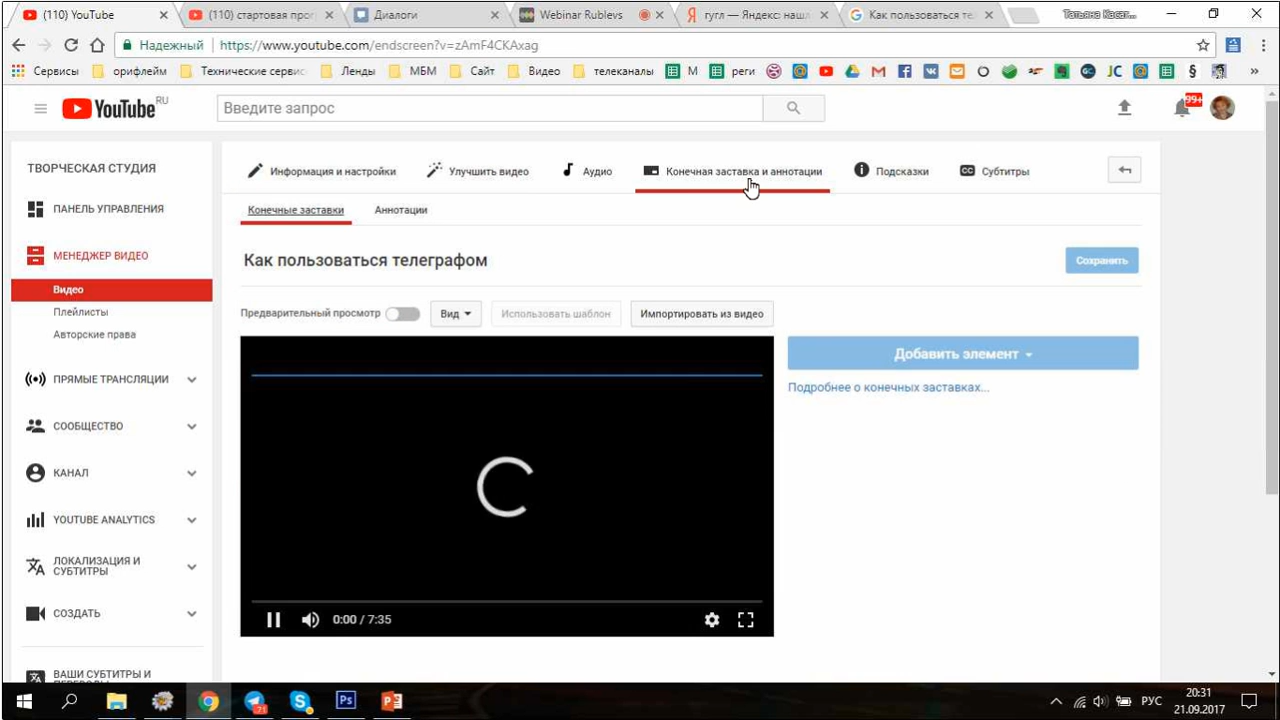 (110) YouTube
(110) стартовая прог
Диалоги
Webinar Rublevs
гугл — Яндекс: нашл
Как пользоваться те
Надежный
https://www.youtube.com/endscreen?v=zAmF4CKAxag
Сервисы
орифлейм
Технические сервис
Ленды
МБМ
Сайт
Видео
телеканалы
М
реги
YouTube RU
Введите запрос
99+
ТВОРЧЕСКАЯ СТУДИЯ
ПАНЕЛЬ УПРАВЛЕНИЯ
МЕНЕДЖЕР ВИДЕО
Видео
Плейлисты
Авторские права
ПРЯМЫЕ ТРАНСЛЯЦИИ
СООБЩЕСТВО
КАНАЛ
YOUTUBE ANALYTICS
ЛОКАЛИЗАЦИЯ И
СУБТИТРЫ
СОЗДАТЬ
ВАШИ СУБТИТРЫ И
Информация и настройки
Улучшить видео
Аудио
Конечная заставка и аннотации
Подсказки
Субтитры
Конечные заставки
Аннотации
Как пользоваться телеграфом
Сохранить
Предварительный просмотр
Вид
Использовать шаблон
Импортировать из видео
Добавить элемент
Подробнее о конечных заставках...
0:00 / 7:35
РУС
20:31
21.09.2017